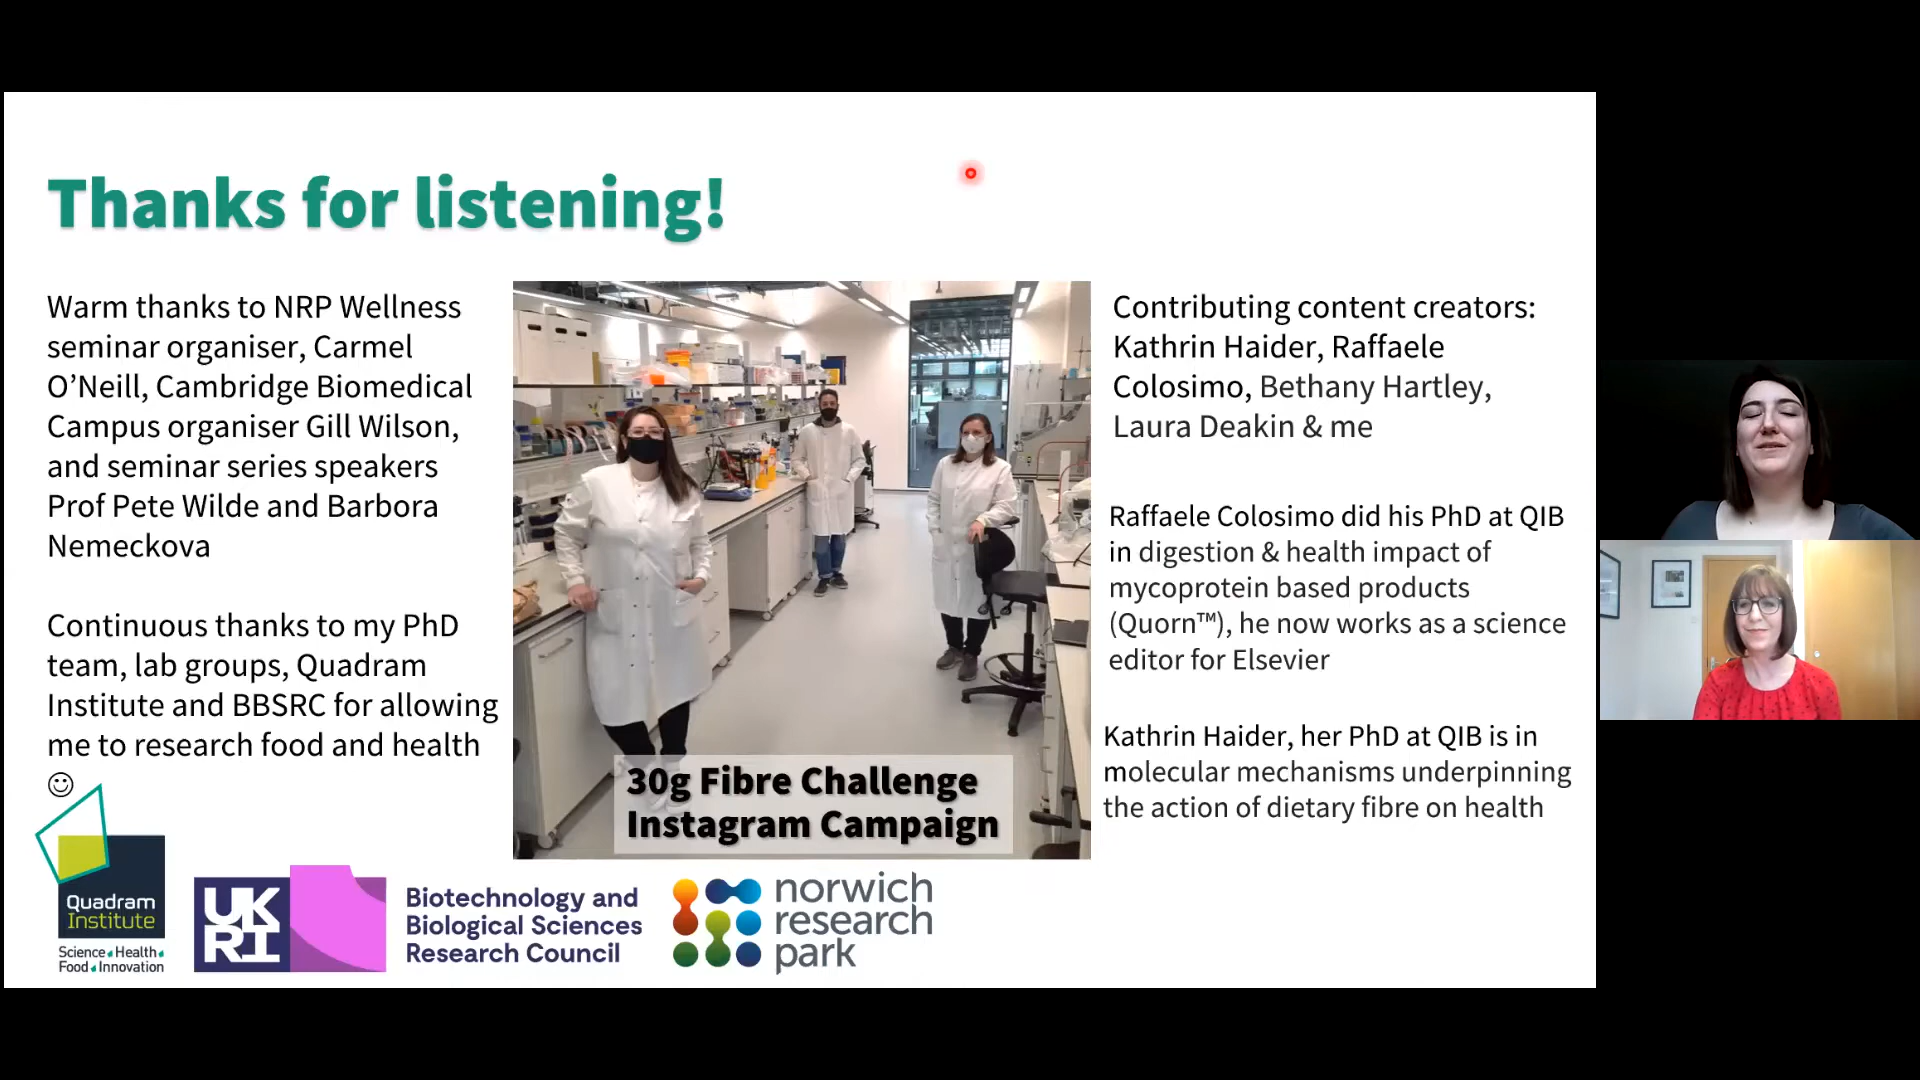 Thanks for listening!
Warm thanks to NRP Wellness
seminar organiser, Carmel
O’Neill, Cambridge Biomedical
Campus organiser Gill Wilson,
and seminar series speakers
Prof Pete Wilde and Barbora
Nemeckova
Continuous thanks to my PhD
team, lab groups, Quadram
Institute and BBSRC for allowing
me to research food and health
☺
30g Fibre Challenge
Instagram Campaign
Contributing content creators:
Kathrin Haider, Raffaele
Colosimo, Bethany Hartley,
Laura Deakin & me
Raffaele Colosimo did his PhD at QIB
in digestion & health impact of
mycoprotein based products
(Quorn™), he now works as a science
editor for Elsevier
Kathrin Haider, her PhD at QIB is in
molecular mechanisms underpinning
the action of dietary fibre on health
Quadram
Institute
Science Health
Food Innovation
UK
RI
Biotechnology and
Biological Sciences
Research Council
norwich
research
park